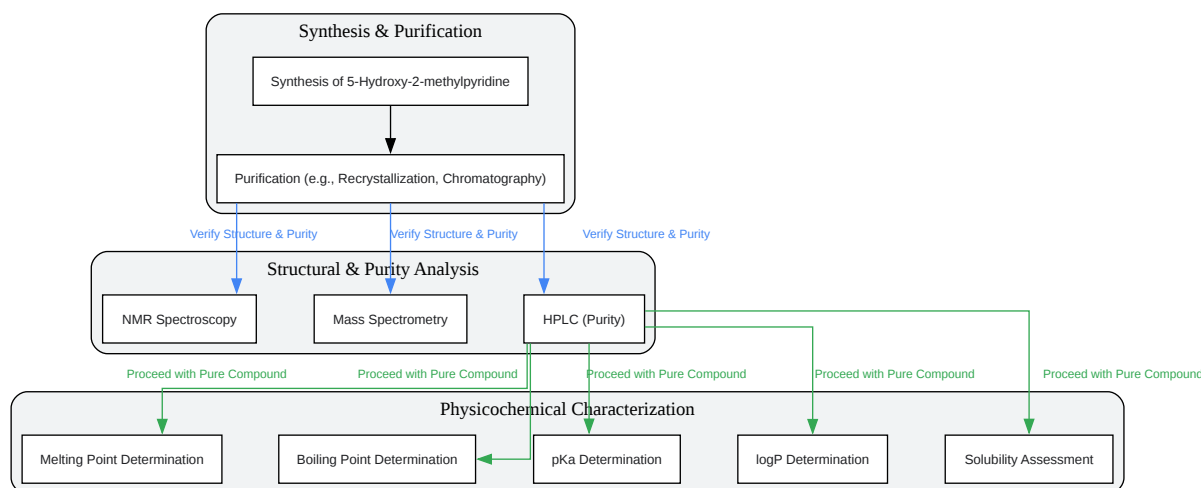 Synthesis & Purification
Synthesis of 5-Hydroxy-2-methylpyridine
Purification (e.g., Recrystallization, Chromatography)
Verify Structure & Purity
Verify Structure & Purity
Verify Structure & Purity
Structural & Purity Analysis
NMR Spectroscopy
Mass Spectrometry
HPLC (Purity)
Proceed with Pure Compound
Proceed with Pure Compound
Proceed with Pure Compound
Proceed with Pure Compound
Proceed with Pure Compound
Physicochemical Characterization
Melting Point Determination
Boiling Point Determination
pKa Determination
logP Determination
Solubility Assessment